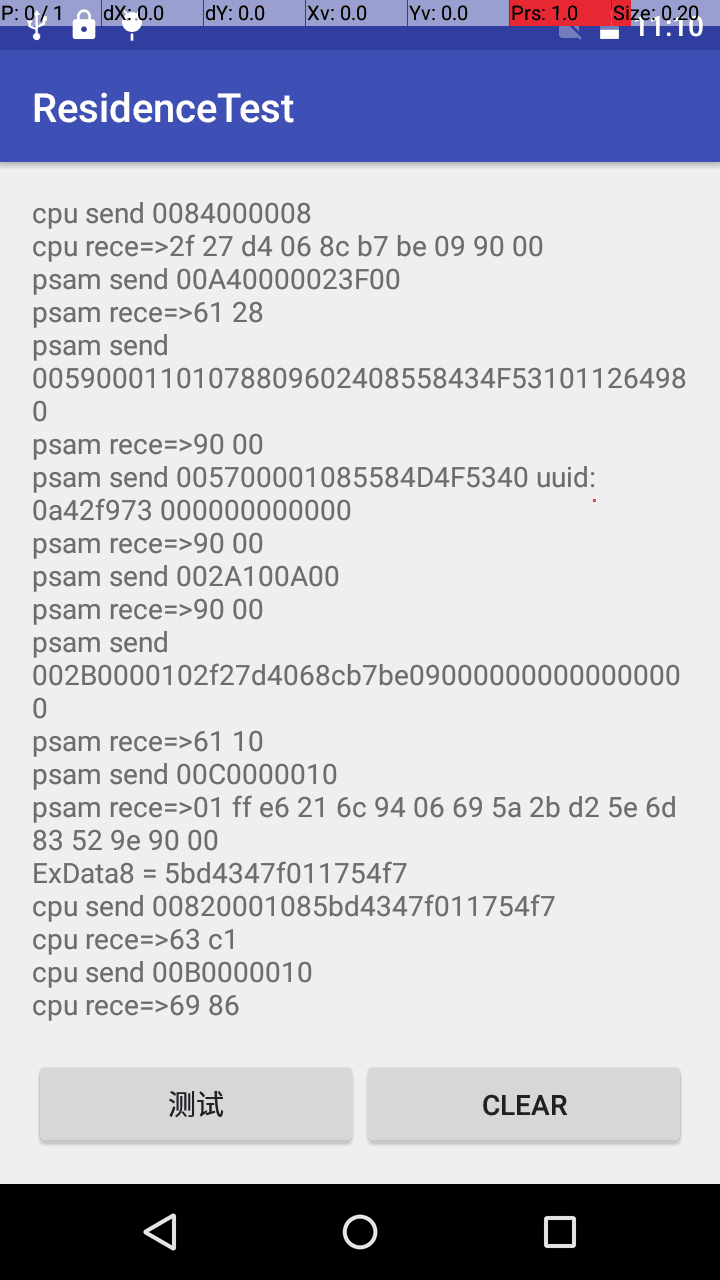 P: 0 / 1 dX: 0.0 dY: 0.0 Xv: 0.0 Yv: 0.0 Prs: 1.0 Size: 0.20
11:10
ResidenceTest
cpu send 0084000008
cpu rece=>2f 27 d4 06 8c b7 be 09 90 00
psam send 00A40000023F00
psam rece=>61 28
psam send
00590001101078809602408558434F53101126498
0
psam rece=>90 00
psam send 005700001085584D4F5340 uuid:
0a42f973 000000000000
psam rece=>90 00
psam send 002A100A00
psam rece=>90 00
psam send
002B0000102f27d4068cb7be09000000000000000
0
psam rece=>61 10
psam send 00C0000010
psam rece=>01 ff e6 21 6c 94 06 69 5a 2b d2 5e 6d
83 52 9e 90 00
ExData8 = 5bd4347f011754f7
cpu send 00820001085bd4347f011754f7
cpu rece=>63 c1
cpu send 00B0000010
cpu rece=>69 86
测试 CLEAR